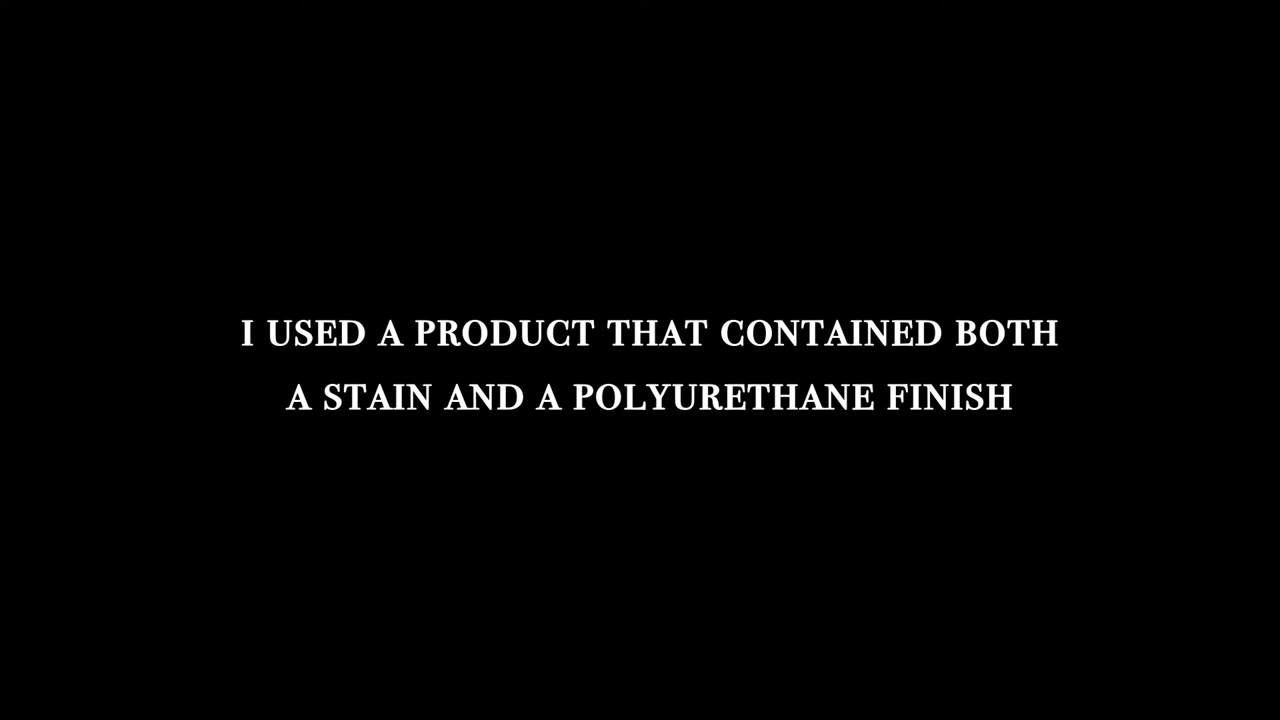 I USED A PRODUCT THAT CONTAINED BOTH
A STAIN AND A POLYURETHANE FINISH